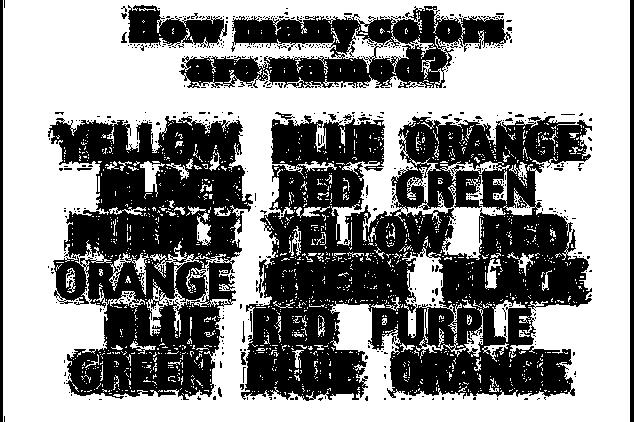 How many colors
are named?
YELLOW BLUE ORANGE
BLACK RED GREEN
PURPLE YELLOW RED
ORANGE GREEN BLACK
BLUE RED PURPLE
GREEN BLUE ORANGE